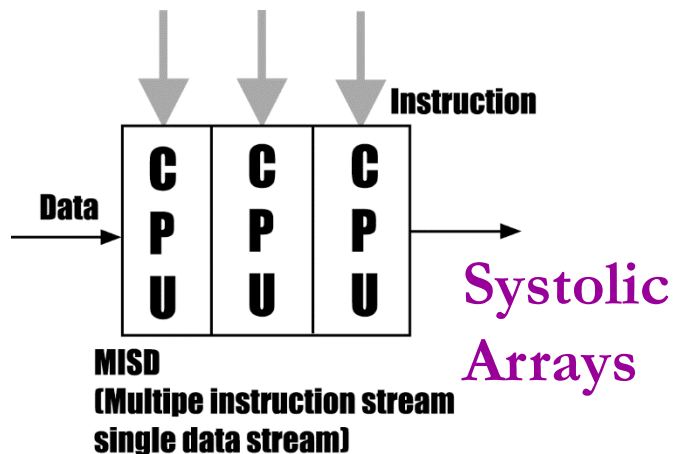 Instruction
C C C
Data
P P P
U U U
Systolic
Arrays
MISD
(Multipe instruction stream
single data stream)